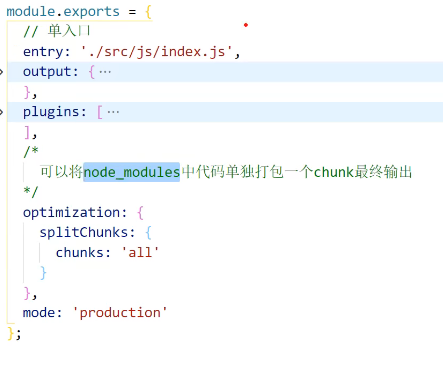 module.exports = {
// 单入口
entry: './src/js/index.js',
output: {⋯
},
plugins: [⋯
],
/*
可以将node_modules中代码单独打包一个chunk最终输出
*/
optimization: {
splitChunks: {
chunks: 'all'
}
},
mode: 'production'
};